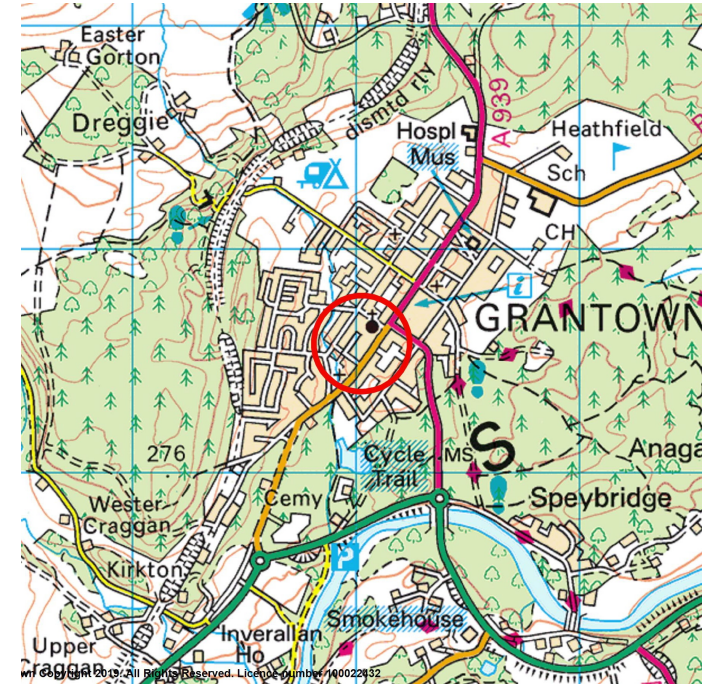 Easter
Gorton
Dreggie
dismtd rly
Hospl
Mus
A 939
Heathfield
Sch
CH
i
GRANTOWN
S
276
Cycle
Trail
MS
Anaga
Wester
Craggan
Cemy
Speybridge
Kirkton
P
Smokehouse
Inverallan
Ho
Upper
Craggan
wn Copyright 2019. All Rights Reserved. Licence number 100022432